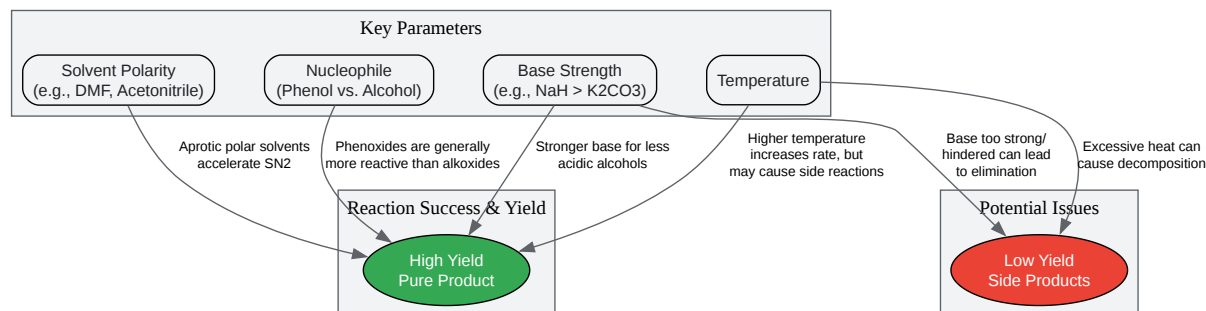 Key Parameters
Solvent Polarity
(e.g., DMF, Acetonitrile)
Nucleophile
(Phenol vs. Alcohol)
Base Strength
(e.g., NaH > K2CO3)
Temperature
Aprotic polar solvents
accelerate SN2
Phenoxides are generally
more reactive than alkoxides
Stronger base for less
acidic alcohols
Higher temperature
increases rate, but
may cause side reactions
Base too strong/
hindered can lead
to elimination
Excessive heat can
cause decomposition
Reaction Success & Yield
High Yield
Pure Product
Potential Issues
Low Yield
Side Products